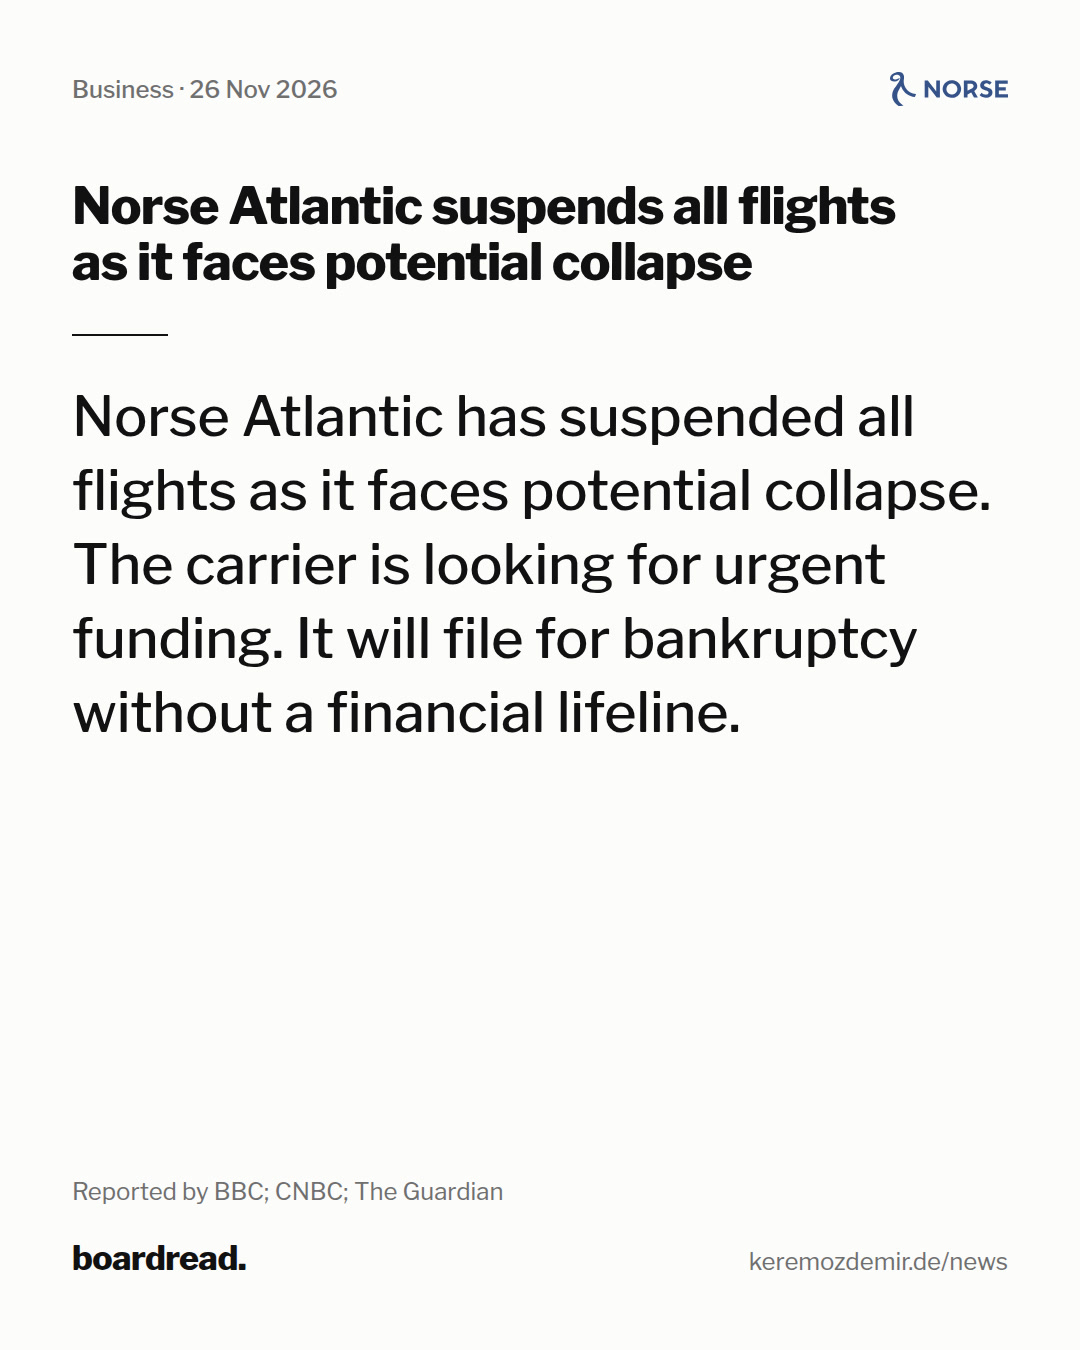 Business · 26 Nov 2026
NORSE
Norse Atlantic suspends all flights
as it faces potential collapse
Norse Atlantic has suspended all
flights as it faces potential collapse.
The carrier is looking for urgent
funding. It will file for bankruptcy
without a financial lifeline.
Reported by BBC; CNBC; The Guardian
boardread.
keremozdemir.de/news